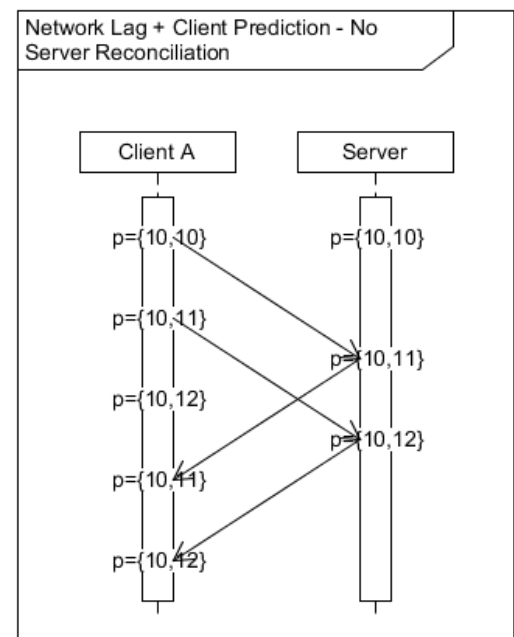 Network Lag + Client Prediction - No
Server Reconciliation
Client A
Server
p={10,10}
p={10,10}
p={10,11}
p={10,11}
p={10,12}
p={10,12}
p={10,11}
p={10,12}